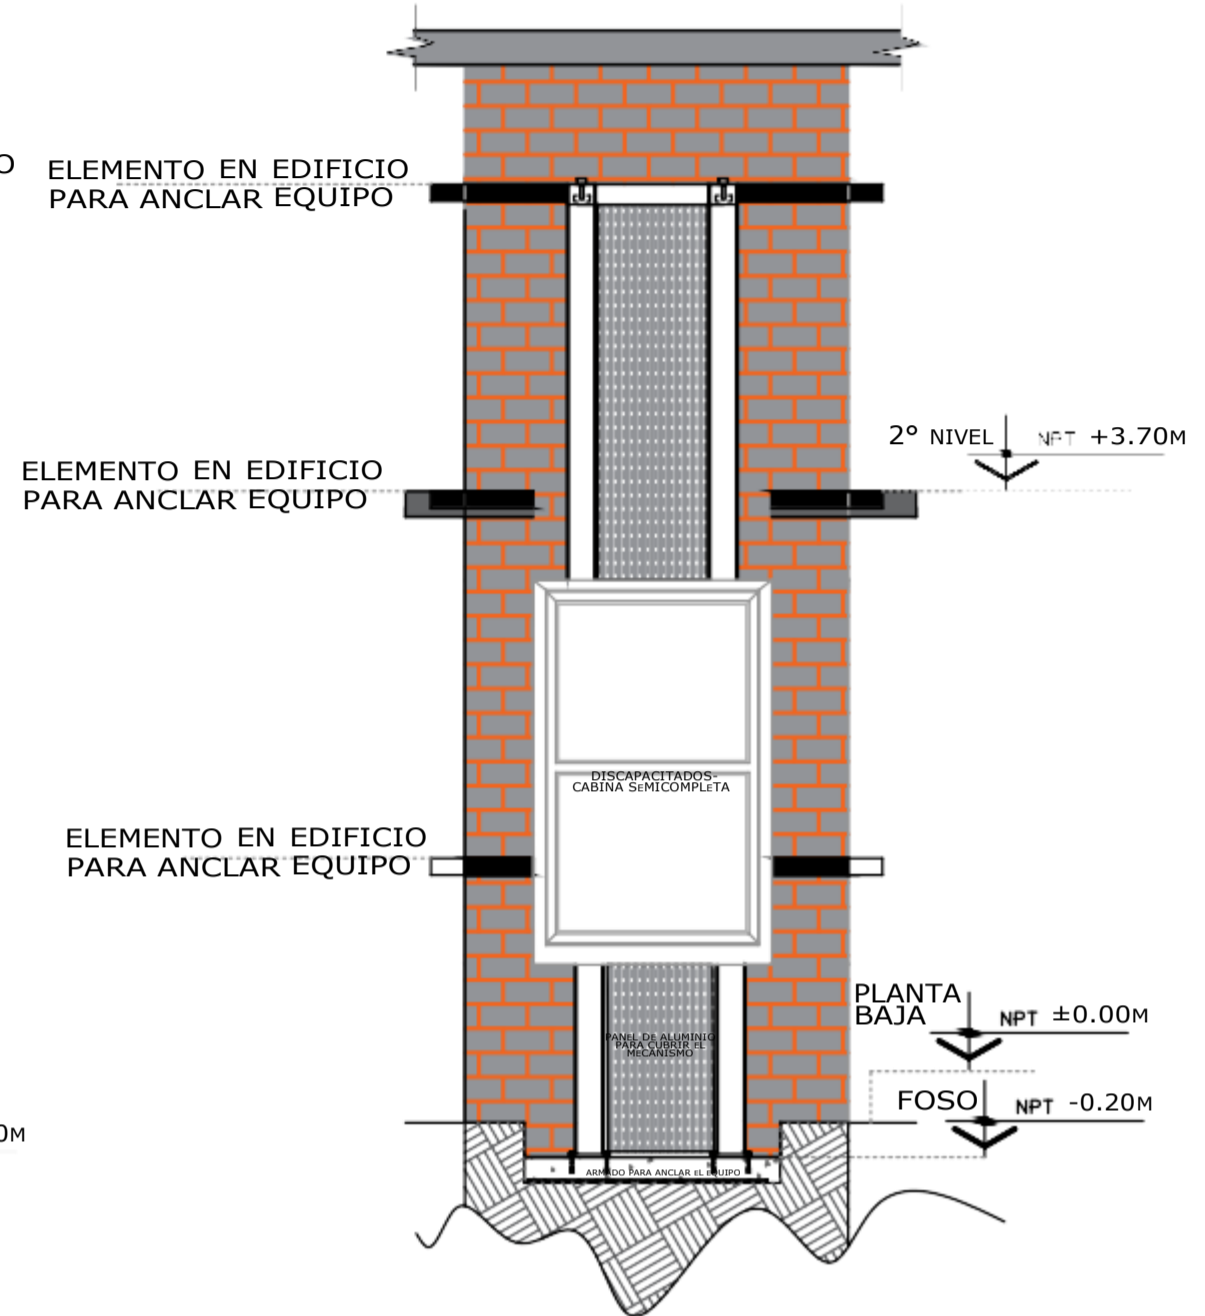 O
ELEMENTO EN EDIFICIO
PARA ANCLAR EQUIPO
2° NIVEL NPT +3.70M
ELEMENTO EN EDIFICIO
PARA ANCLAR EQUIPO
DISCAPACITADOS-
CABINA SEMICOMPLETA
ELEMENTO EN EDIFICIO
PARA ANCLAR EQUIPO
PLANTA
BAJA NPT ±0.00M
PANEL DE ALUMINIO
PARA CUBRIR EL
MECANISMO
FOSO NPT -0.20M
0M
ARMADO PARA ANCLAR EL EQUIPO